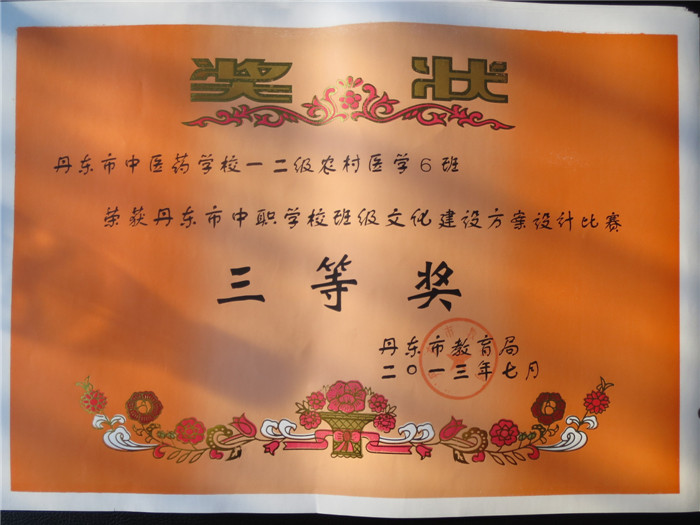 奖状
丹东市中医药学校一二级农村医学6班
荣获丹东市中职学校班级文化建设方案设计比赛
三等奖
丹东市教育局
二〇一三年七月